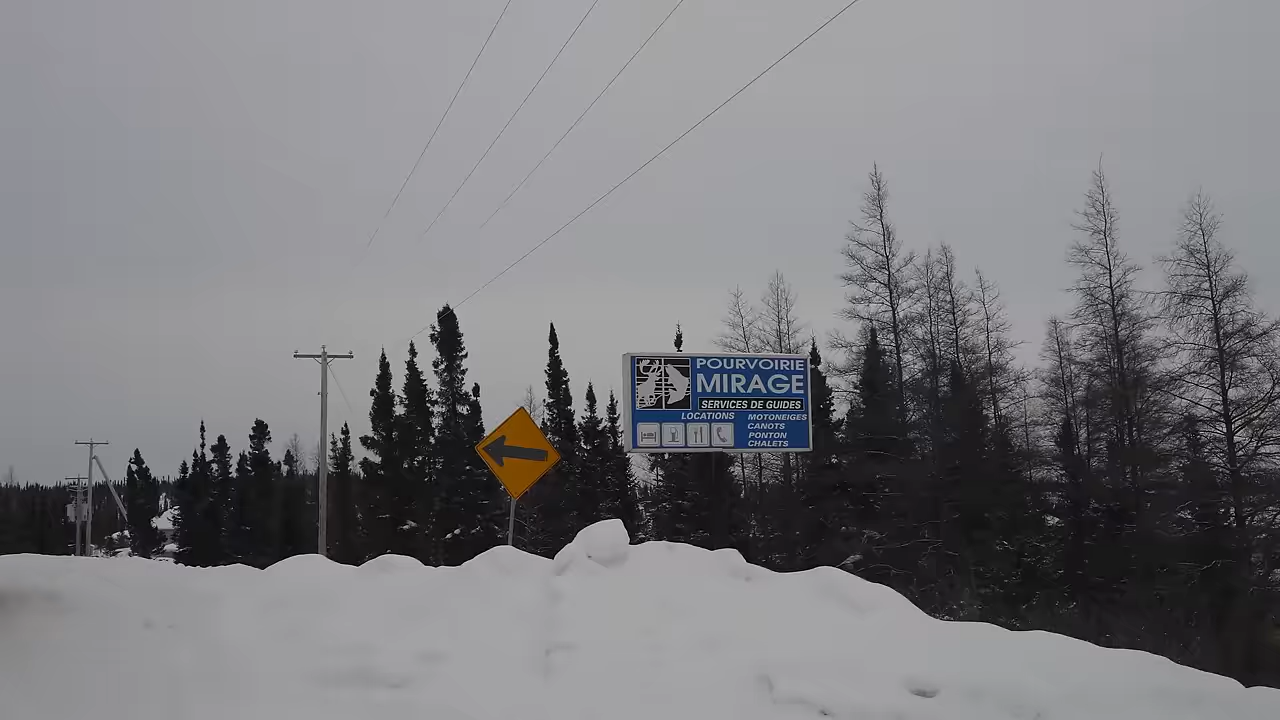 POURVOIRIE
MIRAGE
SERVICES DE GUIDES
LOCATIONS
MOTONEIGES
CANOTS
PONTON
CHALETS